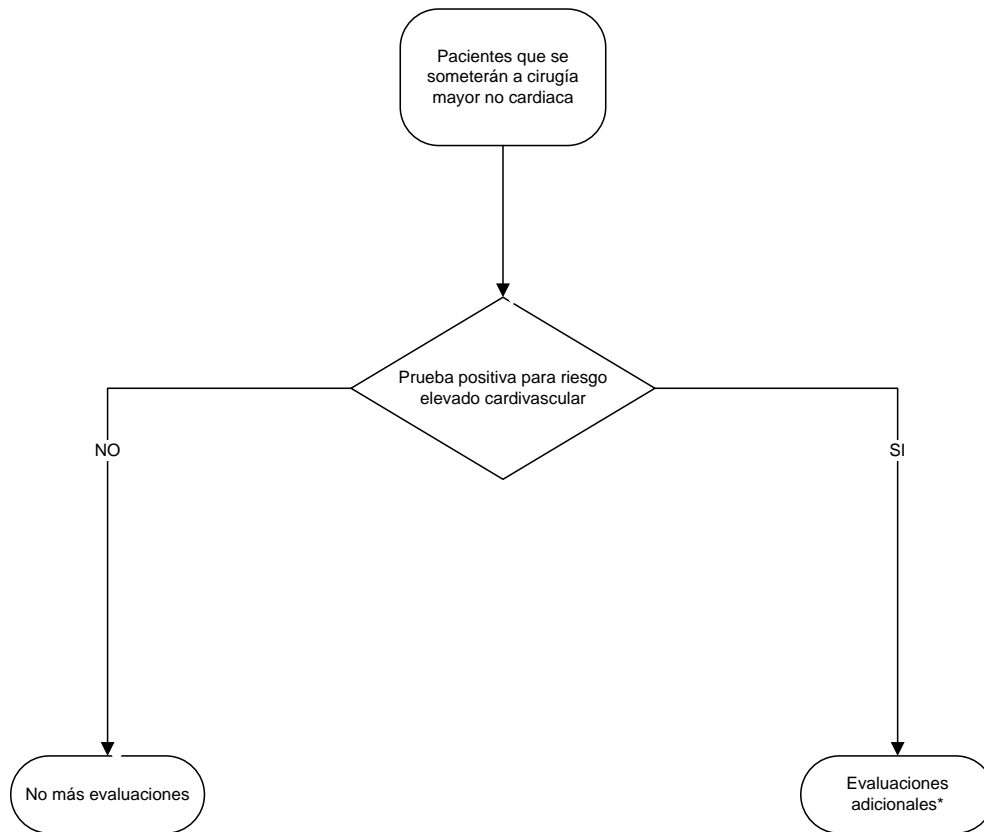 Pacientes que se
someterán a cirugía
mayor no cardiaca
Prueba positiva para riesgo
elevado cardivascular
NO
SI
No más evaluaciones
Evaluaciones
adicionales*